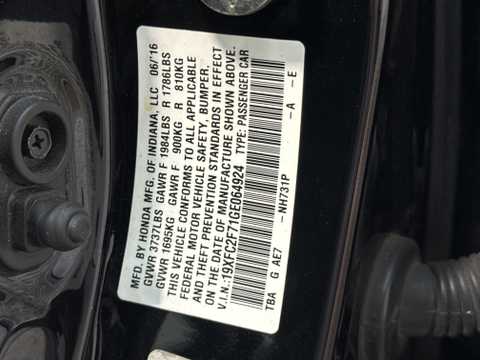 MFD. BY HONDA MFG. OF INDIANA, LLC 06/16
GVWR 3737LBS GAWR F 1984LBS R 1786LBS
GVWR 1695KG GAWR F 900KG R 810KG
THIS VEHICLE CONFORMS TO ALL APPLICABLE
FEDERAL MOTOR VEHICLE SAFETY, BUMPER,
AND THEFT PREVENTION STANDARDS IN EFFECT
ON THE DATE OF MANUFACTURE SHOWN ABOVE.
V.I.N.:19XFC2F71GE064924 TYPE: PASSENGER CAR
TBA G AE7 -NH731P -A -E